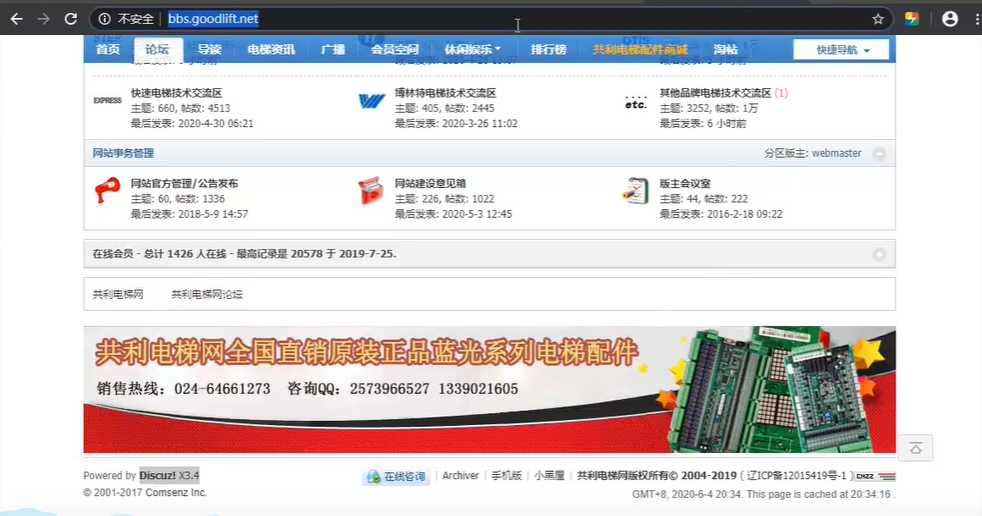 不安全 bbs.goodlift.net
首页 论坛 导读 电梯资讯 广播 会员空间 休闲娱乐 排行榜 共利电梯配件商城 淘帖 快捷导航
EXPRESS
快速电梯技术交流区
主题: 660, 帖数: 4513
最后发表: 2020-4-30 06:21
博林特电梯技术交流区
主题: 405, 帖数: 2445
最后发表: 2020-3-26 11:02
etc.
其他品牌电梯技术交流区 (1)
主题: 3252, 帖数: 1万
最后发表: 6 小时前
网站事务管理 分区版主: webmaster
网站官方管理/公告发布
主题: 60, 帖数: 1336
最后发表: 2018-5-9 14:57
网站建设意见箱
主题: 226, 帖数: 1022
最后发表: 2020-5-3 12:45
版主会议室
主题: 44, 帖数: 222
最后发表: 2016-2-18 09:22
在线会员 - 总计 1426 人在线 - 最高记录是 20578 于 2019-7-25.
共利电梯网 共利电梯网论坛
共利电梯网全国直销原装正品蓝光系列电梯配件
销售热线：024-64661273 咨询QQ：2573966527 1339021605
Powered by Discuz! X3.4
© 2001-2017 Comsenz Inc.
在线咨询 Archiver | 手机版 | 小黑屋 | 共利电梯网版权所有© 2004-2019 ( 辽ICP备12015419号-1 ) CNZZ
GMT+8, 2020-6-4 20:34. This page is cached at 20:34:16 .